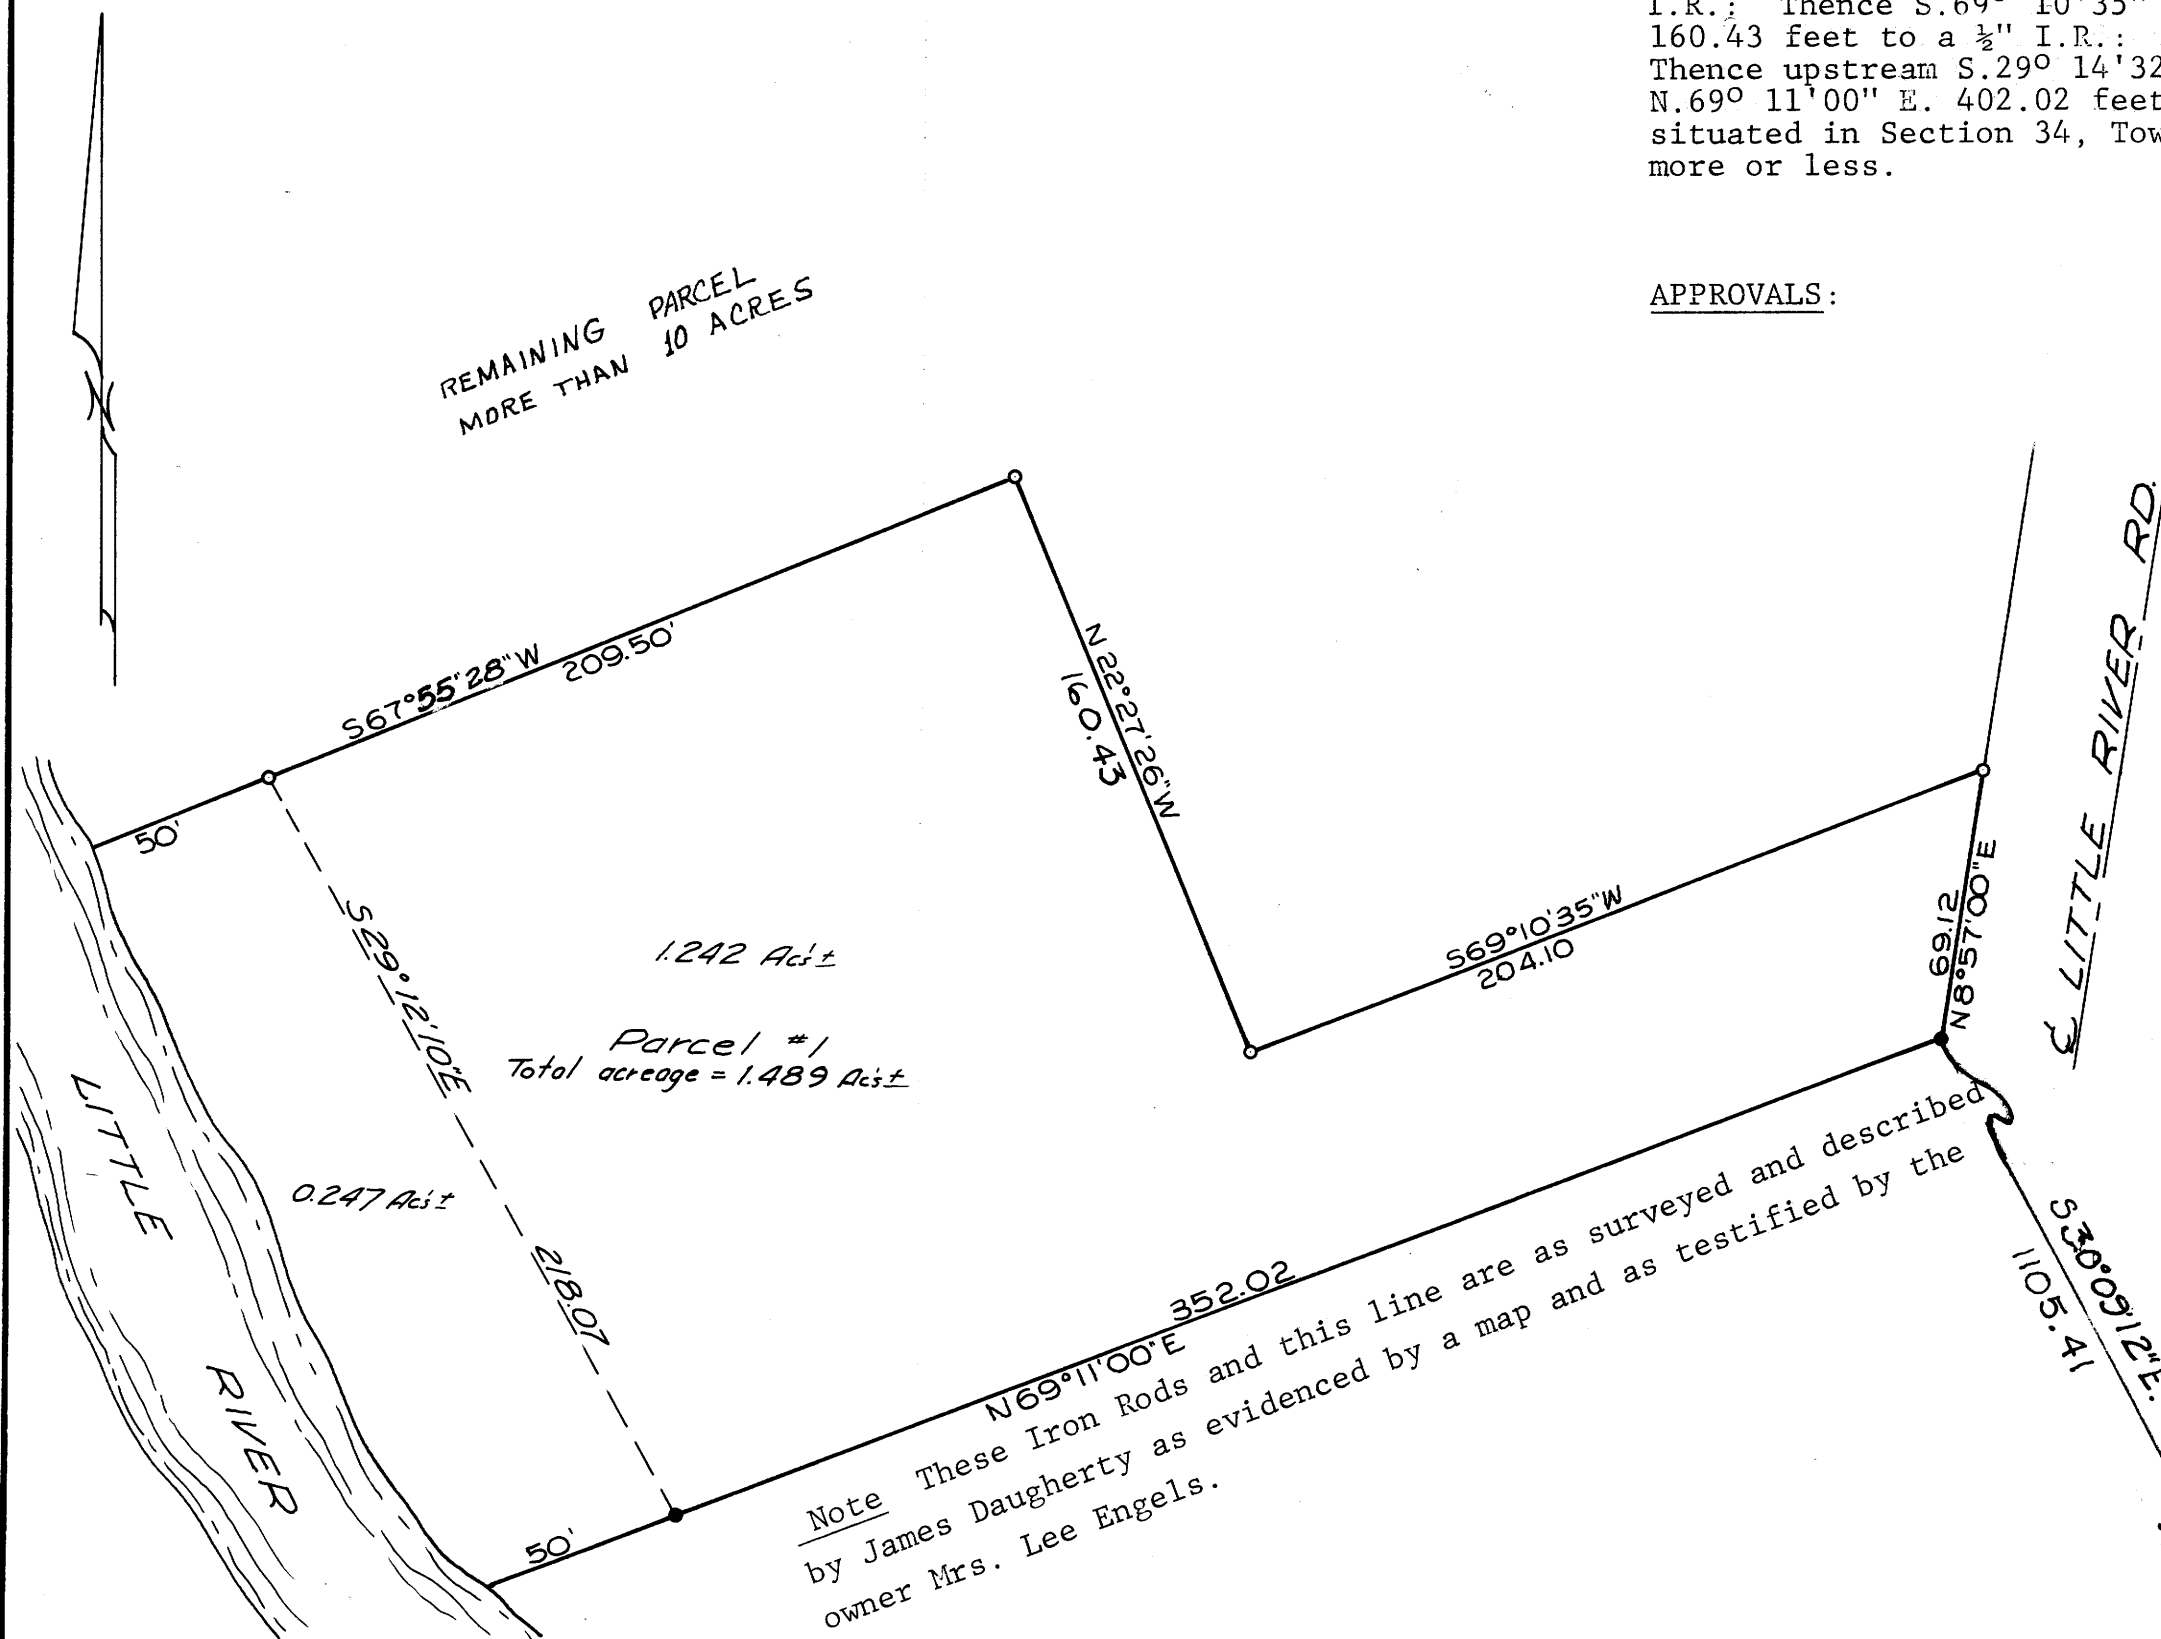 I.R.: Thence S.69° 10'35"
160.43 feet to a ½" I.R.:
Thence upstream S.29° 14'32
N.69° 11'00" E. 402.02 feet
situated in Section 34, Tow
more or less.
APPROVALS:
N
REMAINING PARCEL
MORE THAN 10 ACRES
S67°55'28"W
209.50'
50'
N22°27'26"W
160.43
S69°10'35"W
204.10
69.12
N8°57'00"E
℄ LITTLE RIVER RD.
S29°12'10"E
218.07
1.242 Ac's±
Parcel #1
Total acreage = 1.489 Ac's±
0.247 Ac's±
LITTLE
RIVER
352.02
N69°11'00"E
50'
S30°09'12"E.
1105.41
Note These Iron Rods and this line are as surveyed and described
by James Daugherty as evidenced by a map and as testified by the
owner Mrs. Lee Engels.